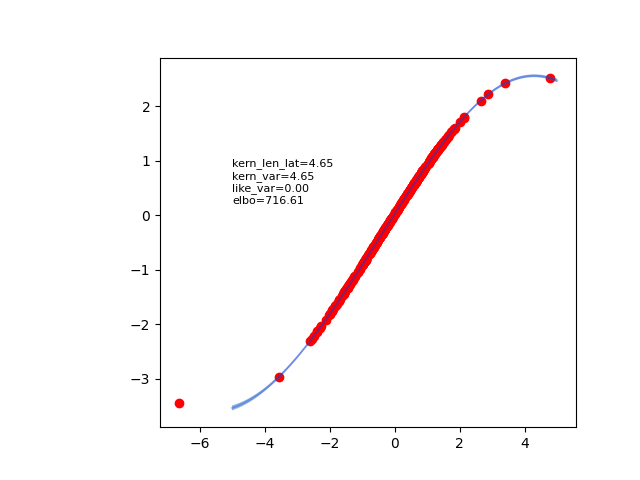 2
1
kern_len_lat=4.65
kern_var=4.65
like_var=0.00
elbo=716.61
0
−1
−2
−3
−6 −4 −2 0 2 4